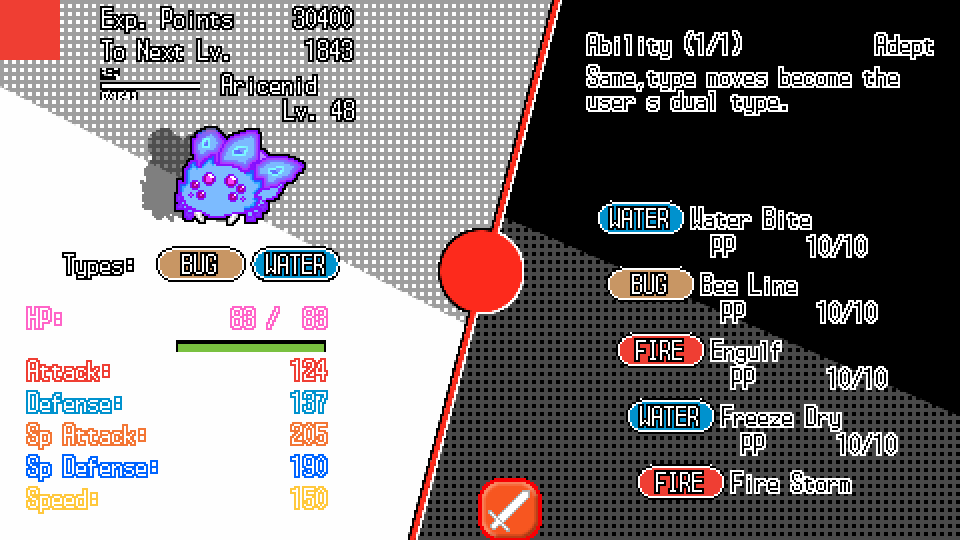 Exp. Points 30400
To Next Lv. 1843
Aricenid
Lv. 48
Types: BUG WATER
HP: 83 / 83
Attack: 124
Defense: 137
Sp Attack: 205
Sp Defense: 190
Speed: 150
Ability (1/1) Adept
Same,type moves become the
user s dual type.
WATER Water Bite
PP 10/10
BUG Bee Line
PP 10/10
FIRE Engulf
PP 10/10
WATER Freeze Dry
PP 10/10
FIRE Fire Storm